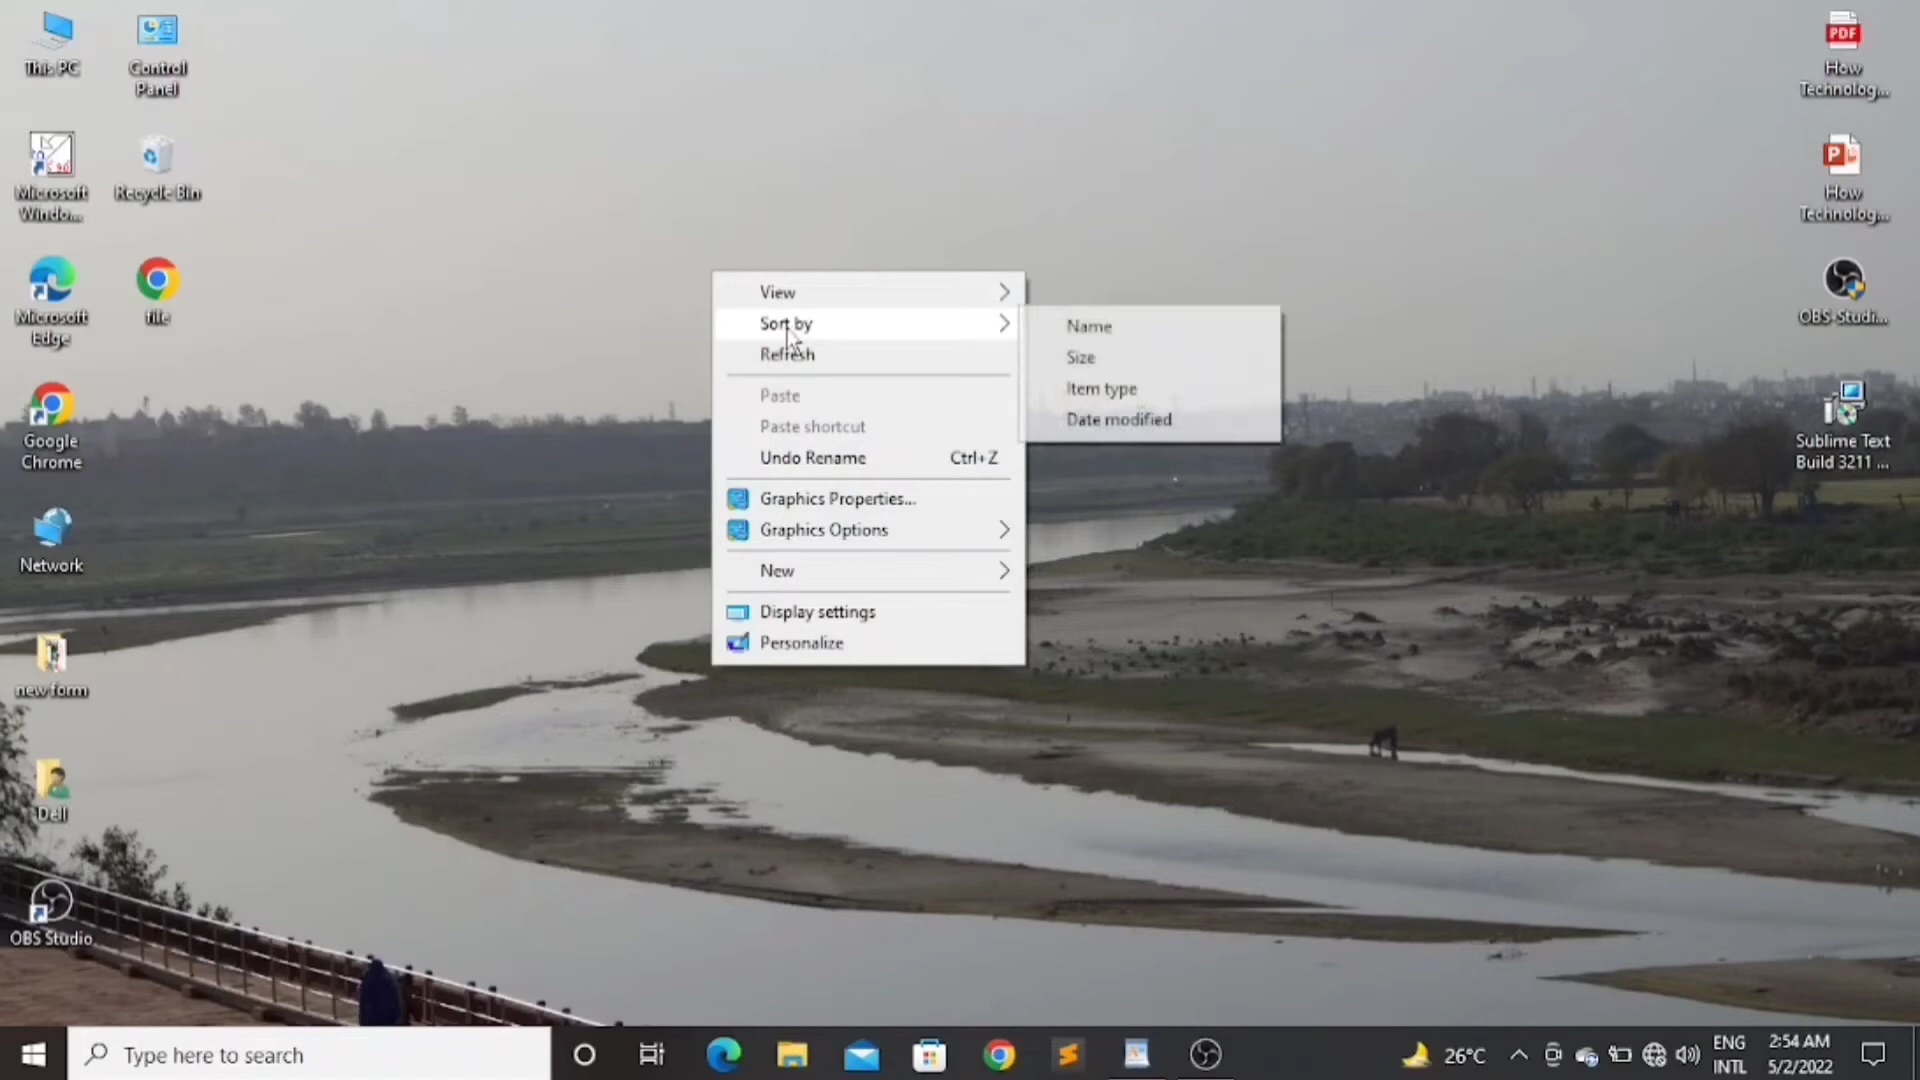 This PC
Control
Panel
Microsoft
Windo...
Recycle Bin
Microsoft
Edge
file
Google
Chrome
Network
new form
Dell
OBS Studio
View
Sort by
Refresh
Paste
Paste shortcut
Undo Rename Ctrl+Z
Graphics Properties...
Graphics Options
New
Display settings
Personalize
Name
Size
Item type
Date modified
PDF
How
Technolog...
P
How
Technolog...
OBS-Studi...
Sublime Text
Build 3211 ...
Type here to search
26°C
ENG
INTL
2:54 AM
5/2/2022